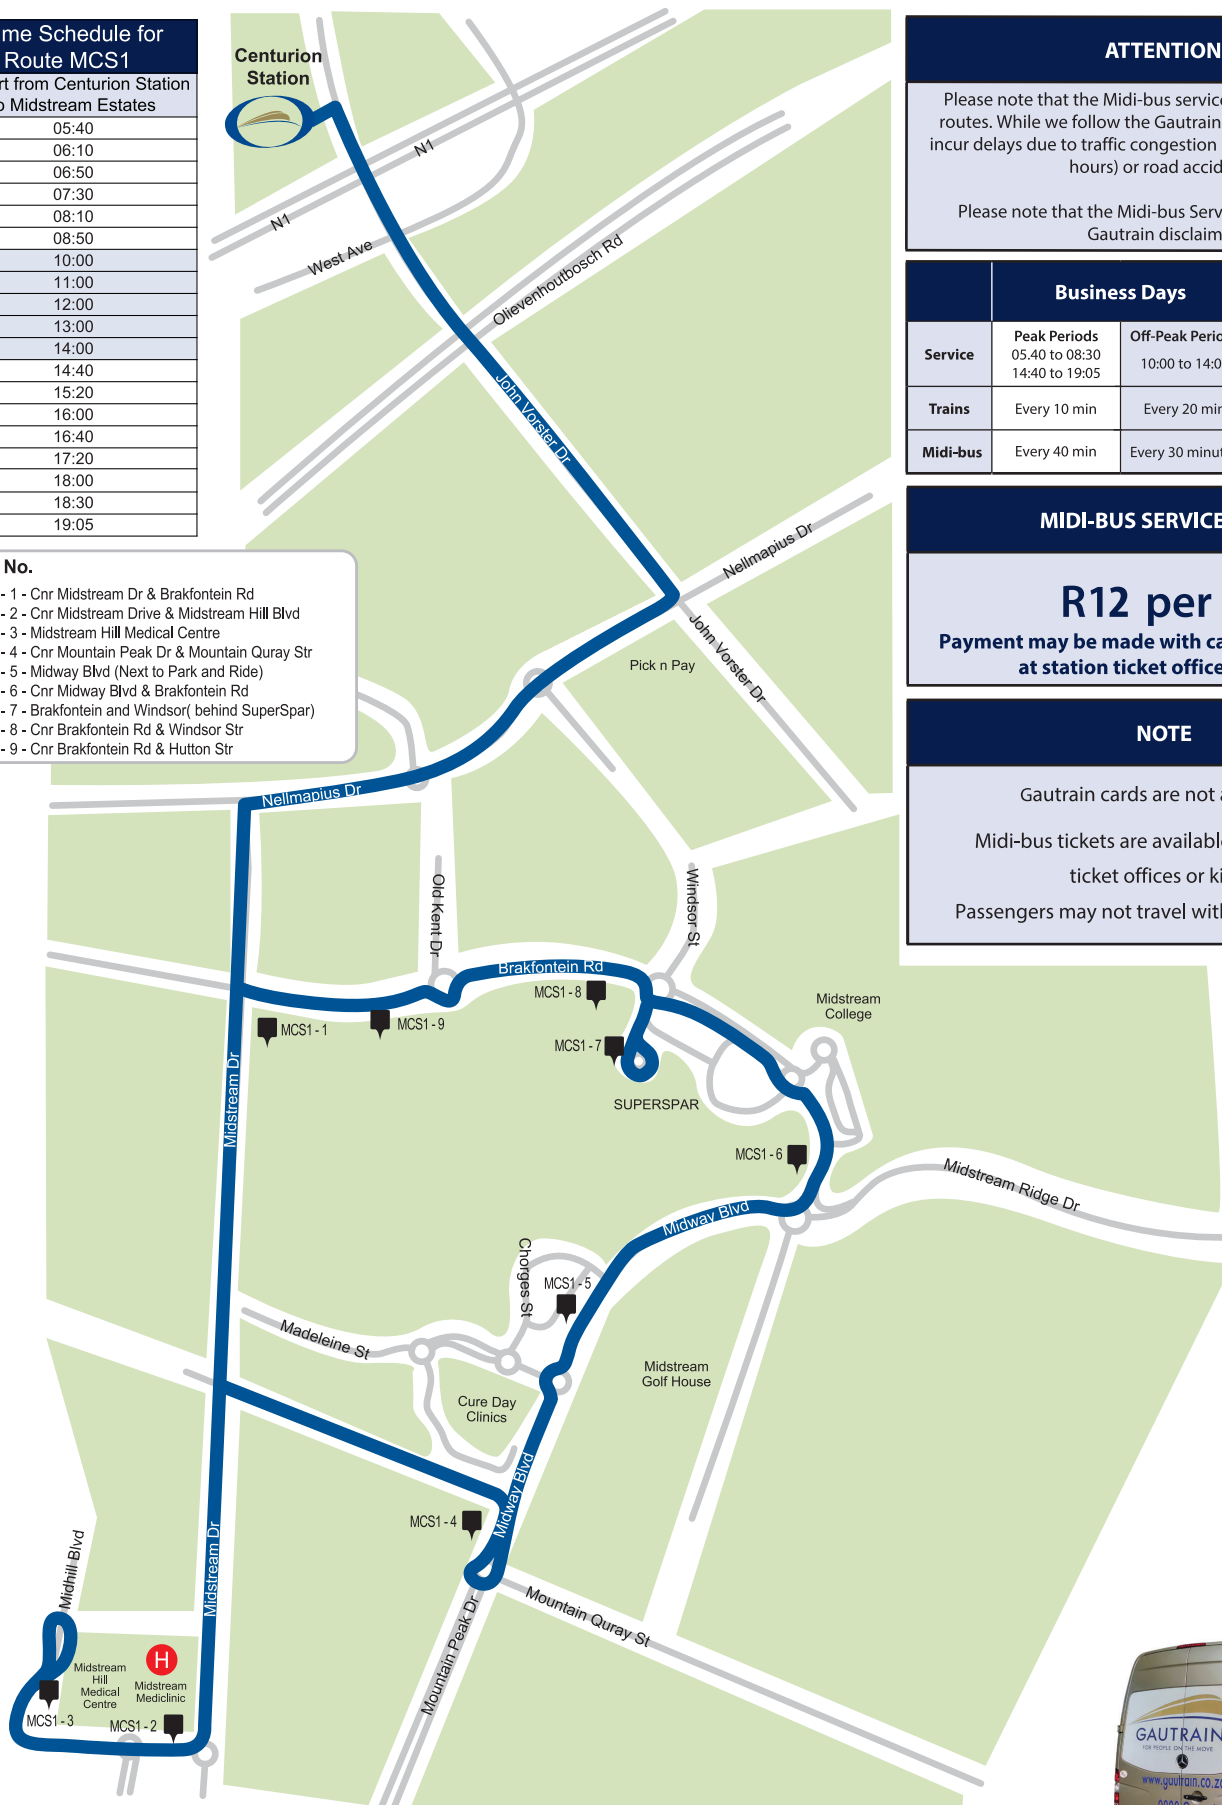 me Schedule for
Route MCS1
rt from Centurion Station
o Midstream Estates
05:40
06:10
06:50
07:30
08:10
08:50
10:00
11:00
12:00
13:00
14:00
14:40
15:20
16:00
16:40
17:20
18:00
18:30
19:05
No.
- 1 - Cnr Midstream Dr & Brakfontein Rd
- 2 - Cnr Midstream Drive & Midstream Hill Blvd
- 3 - Midstream Hill Medical Centre
- 4 - Cnr Mountain Peak Dr & Mountain Quray Str
- 5 - Midway Blvd (Next to Park and Ride)
- 6 - Cnr Midway Blvd & Brakfontein Rd
- 7 - Brakfontein and Windsor( behind SuperSpar)
- 8 - Cnr Brakfontein Rd & Windsor Str
- 9 - Cnr Brakfontein Rd & Hutton Str
Centurion
Station
N1
N1
West Ave
Olievenhoutbosch Rd
John Vorster Dr
Nellmapius Dr
John Vorster Dr
Pick n Pay
Nellmapius Dr
Old Kent Dr
Windsor St
Brakfontein Rd
MCS1 - 8
MCS1 - 1
MCS1 - 9
MCS1 - 7
SUPERSPAR
Midstream
College
Midstream Dr
MCS1 - 6
Midstream Ridge Dr
Midway Blvd
Chorges St
MCS1 - 5
Madeleine St
Midstream
Golf House
Cure Day
Clinics
Midway Blvd
MCS1 - 4
Midstream Dr
Midhill Blvd
Mountain Quray St
Mountain Peak Dr
H
Midstream
Hill
Medical
Centre
Midstream
Mediclinic
MCS1 - 3
MCS1 - 2
ATTENTION
Please note that the Midi-bus service
routes. While we follow the Gautrain
incur delays due to traffic congestion
hours) or road accid
Please note that the Midi-bus Serv
Gautrain disclaim
Business Days
Service
Peak Periods
05.40 to 08:30
14:40 to 19:05
Off-Peak Perio
10:00 to 14:0
Trains
Every 10 min
Every 20 min
Midi-bus
Every 40 min
Every 30 minut
MIDI-BUS SERVICE
R12 per
Payment may be made with ca
at station ticket office
NOTE
Gautrain cards are not a
Midi-bus tickets are availabl
ticket offices or ki
Passengers may not travel with
GAUTRAIN
FOR PEOPLE ON THE MOVE
www.gautrain.co.z